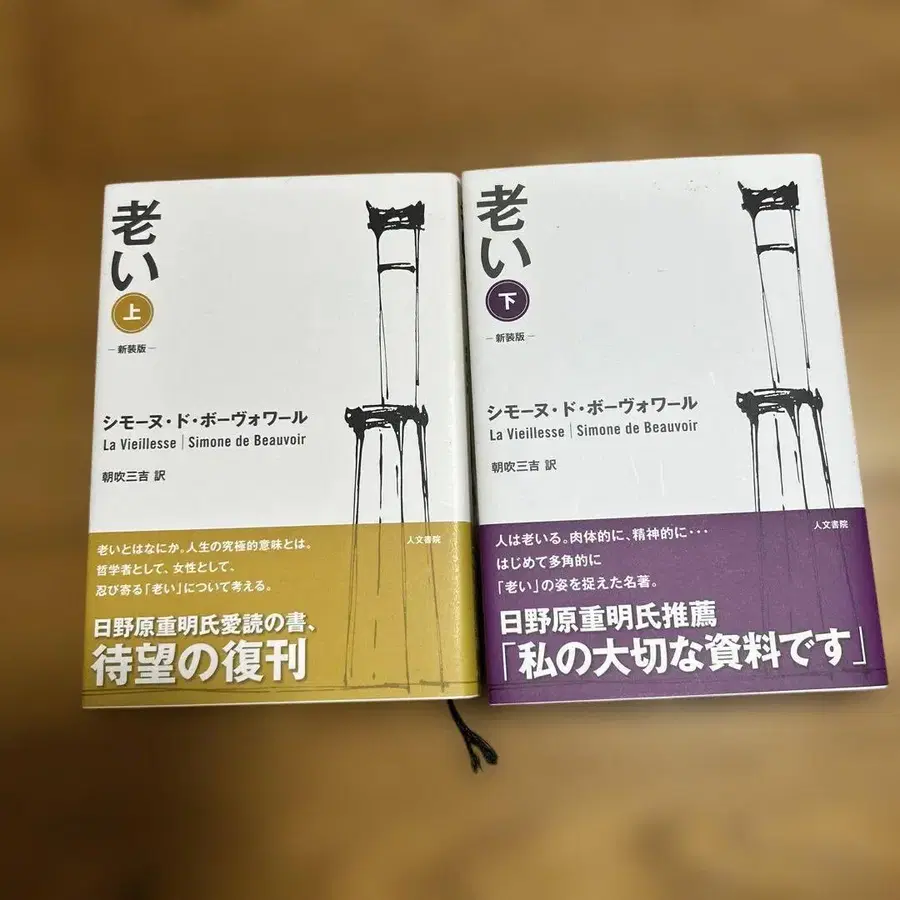 老い
上
－新装版－
シモーヌ・ド・ボーヴォワール
La Vieillesse | Simone de Beauvoir
朝吹三吉 訳
人文書院
老いとはなにか。人生の究極的意味とは。
哲学者として、女性として、
忍び寄る「老い」について考える。
日野原重明氏愛読の書、
待望の復刊
老い
下
－新装版－
シモーヌ・ド・ボーヴォワール
La Vieillesse | Simone de Beauvoir
朝吹三吉 訳
人文書院
人は老いる。肉体的に、精神的に・・・
はじめて多角的に
「老い」の姿を捉えた名著。
日野原重明氏推薦
「私の大切な資料です」